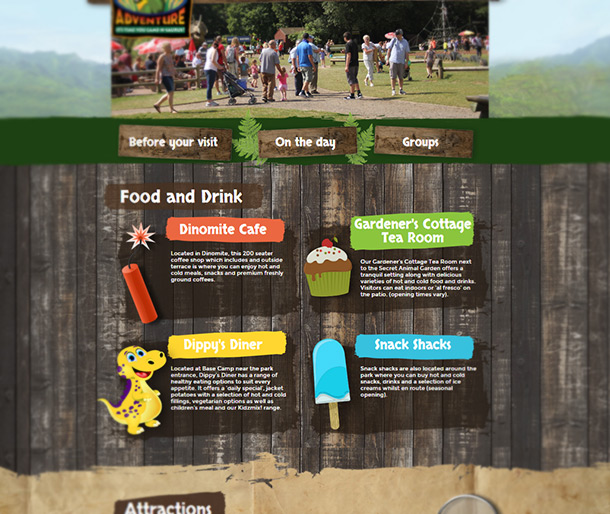 ADVENTURE
Before your visit
On the day
Groups
Food and Drink
Dinomite Cafe
Located in Dinomite, this 200 seater
coffee shop which includes and outside
terrace is where you can enjoy hot and
cold meals, snacks and premium freshly
ground coffees.
Gardener's Cottage
Tea Room
Our Gardener's Cottage Tea Room next
to the Secret Animal Garden offers a
tranquil setting along with delicious
varieties of hot and cold food and drinks.
Visitors can eat indoors or 'al fresco' on
the patio, (opening times vary).
Dippy's Diner
Located at Base Camp near the park
entrance, Dippy's Diner has a range of
healthy eating options to suit every
appetite. It offers a 'daily special', jacket
potatoes with a selection of hot and cold
fillings, vegetarian options as well as
children's meal and our Kidzmix! range.
Snack Shacks
Snack shacks are also located around the
park where you can buy hot and cold
snacks, drinks and a selection of ice
creams whilst en route (seasonal
opening).
Attractions